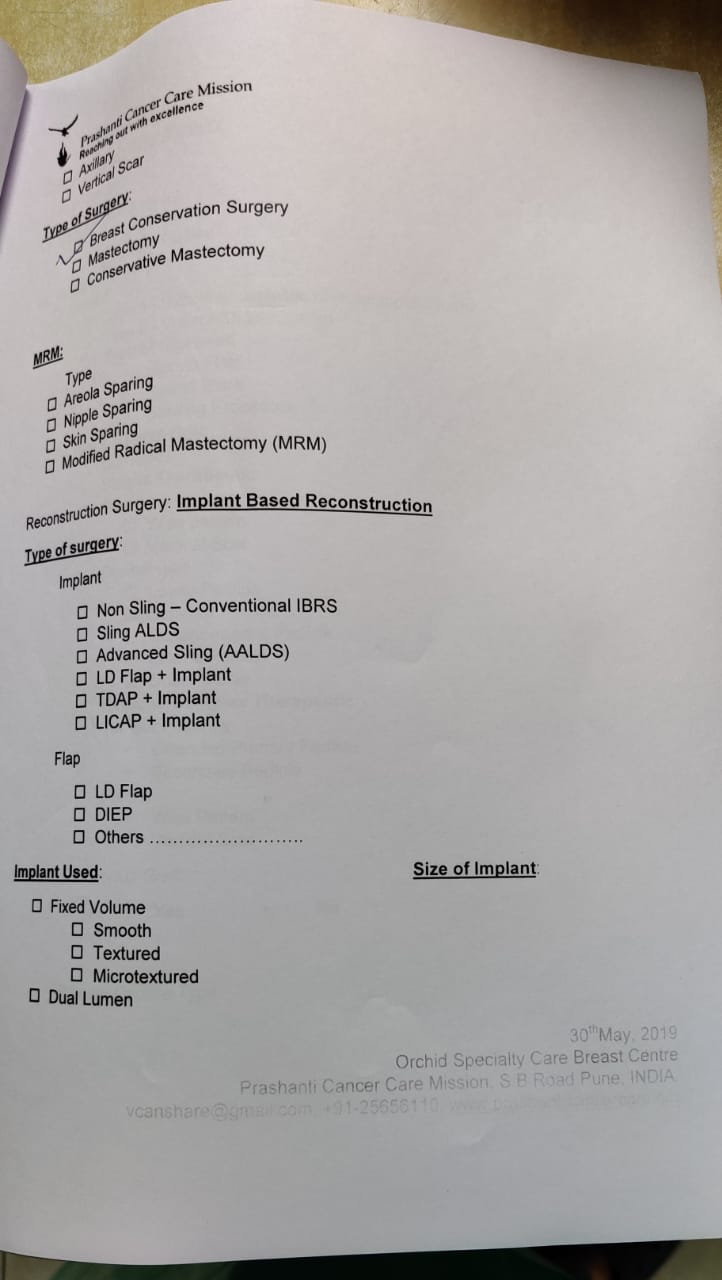 Prashanti Cancer Care Mission
Reaching out with excellence
☐ Axillary
☐ Vertical Scar
Type of Surgery:
☑ Breast Conservation Surgery
☐ Mastectomy
☐ Conservative Mastectomy
MRM:
Type
☐ Areola Sparing
☐ Nipple Sparing
☐ Skin Sparing
☐ Modified Radical Mastectomy (MRM)
Reconstruction Surgery: Implant Based Reconstruction
Type of surgery:
Implant
☐ Non Sling – Conventional IBRS
☐ Sling ALDS
☐ Advanced Sling (AALDS)
☐ LD Flap + Implant
☐ TDAP + Implant
☐ LICAP + Implant
Flap
☐ LD Flap
☐ DIEP
☐ Others ..........................
Implant Used: Size of Implant:
☐ Fixed Volume
☐ Smooth
☐ Textured
☐ Microtextured
☐ Dual Lumen
30thMay, 2019
Orchid Specialty Care Breast Centre
Prashanti Cancer Care Mission, S B Road Pune, INDIA
vcanshare@gmail.com, +91-25656110,